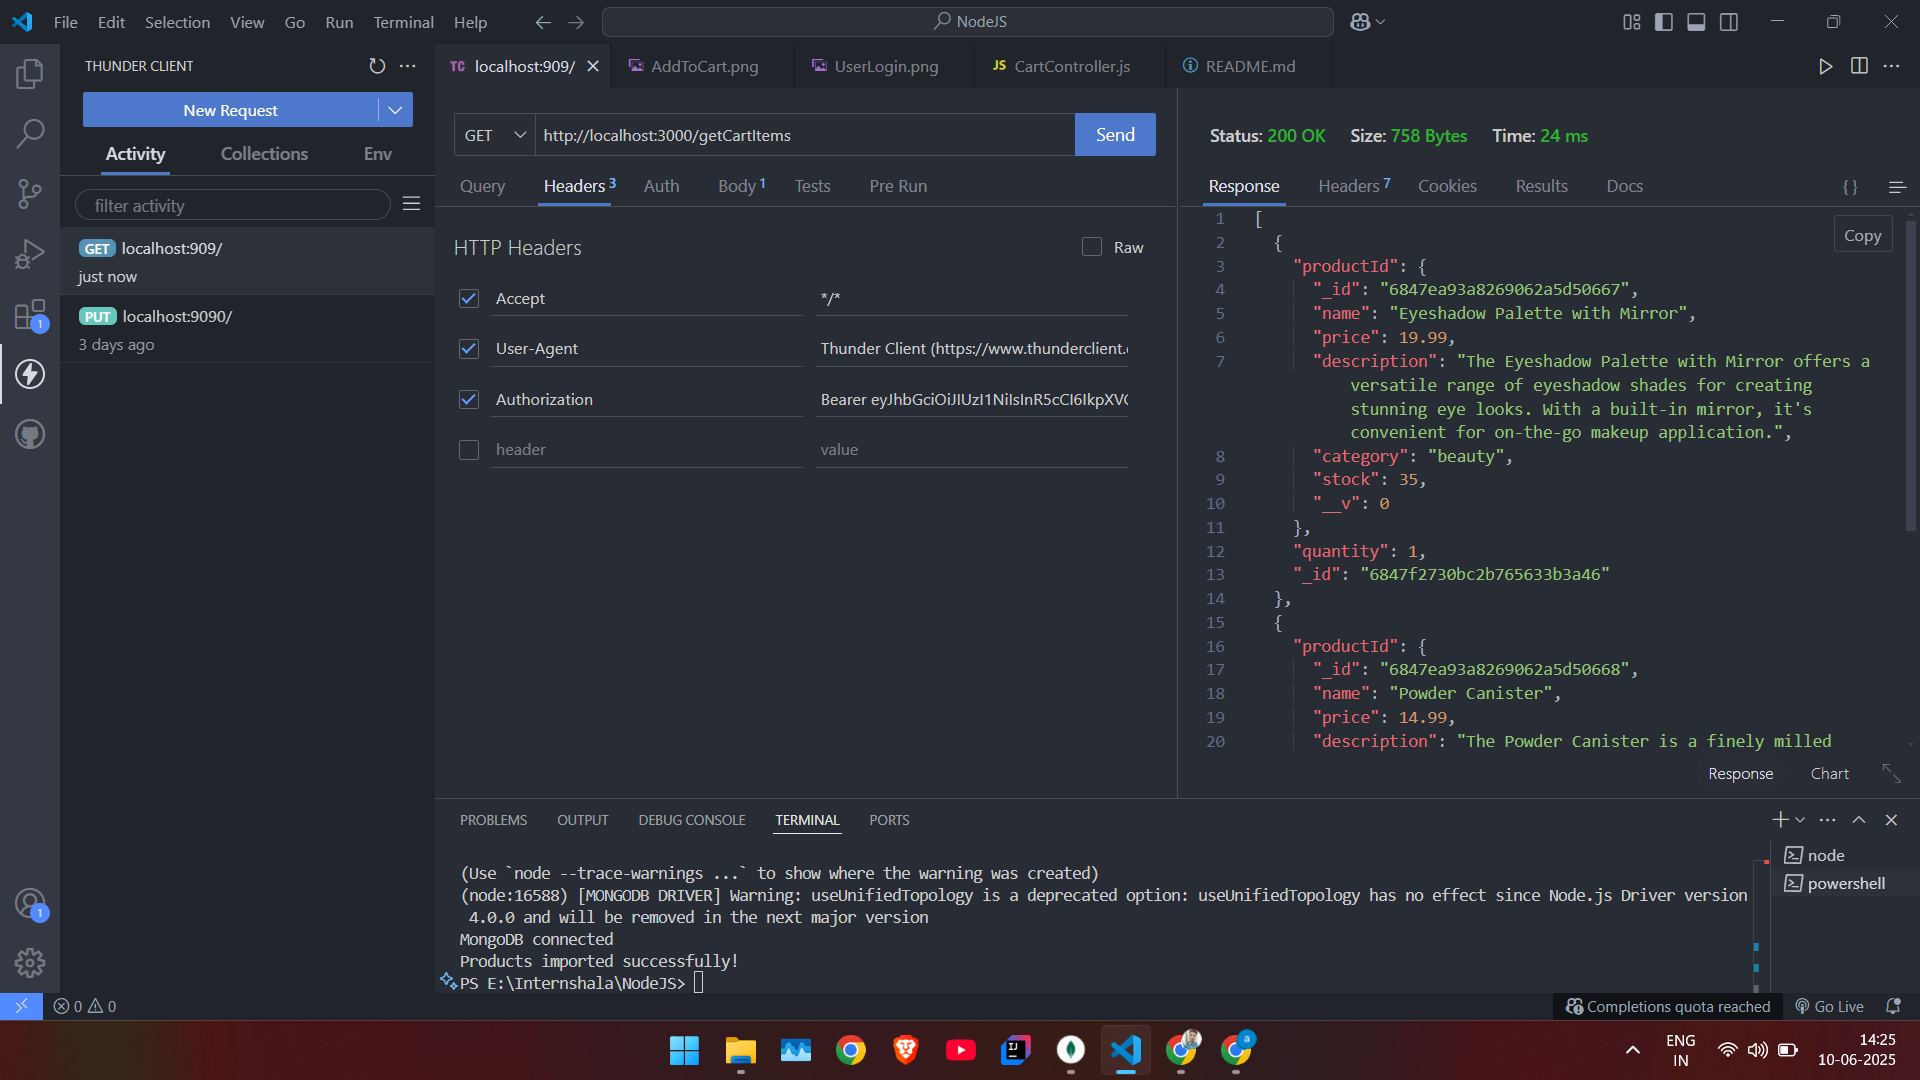 File Edit Selection View Go Run Terminal Help
NodeJS
THUNDER CLIENT
New Request
Activity Collections Env
filter activity
GET localhost:909/
just now
PUT localhost:9090/
3 days ago
1
1
TC localhost:909/
AddToCart.png
UserLogin.png
JS CartController.js
README.md
GET http://localhost:3000/getCartItems Send
Query Headers 3 Auth Body 1 Tests Pre Run
HTTP Headers
Raw
Accept */*
User-Agent Thunder Client (https://www.thunderclient.
Authorization Bearer eyJhbGciOiJIUzI1NiIsInR5cCI6IkpXVC
header value
Status: 200 OK Size: 758 Bytes Time: 24 ms
Response Headers 7 Cookies Results Docs {}
Copy
1 [
2 {
3 "productId": {
4 "_id": "6847ea93a8269062a5d50667",
5 "name": "Eyeshadow Palette with Mirror",
6 "price": 19.99,
7 "description": "The Eyeshadow Palette with Mirror offers a
versatile range of eyeshadow shades for creating
stunning eye looks. With a built-in mirror, it's
convenient for on-the-go makeup application.",
8 "category": "beauty",
9 "stock": 35,
10 "__v": 0
11 },
12 "quantity": 1,
13 "_id": "6847f2730bc2b765633b3a46"
14 },
15 {
16 "productId": {
17 "_id": "6847ea93a8269062a5d50668",
18 "name": "Powder Canister",
19 "price": 14.99,
20 "description": "The Powder Canister is a finely milled
Response Chart
PROBLEMS OUTPUT DEBUG CONSOLE TERMINAL PORTS
(Use `node --trace-warnings ...` to show where the warning was created)
(node:16588) [MONGODB DRIVER] Warning: useUnifiedTopology is a deprecated option: useUnifiedTopology has no effect since Node.js Driver version
4.0.0 and will be removed in the next major version
MongoDB connected
Products imported successfully!
PS E:\Internshala\NodeJS>
node
powershell
0 0
Completions quota reached
Go Live
ENG
IN
14:25
10-06-2025